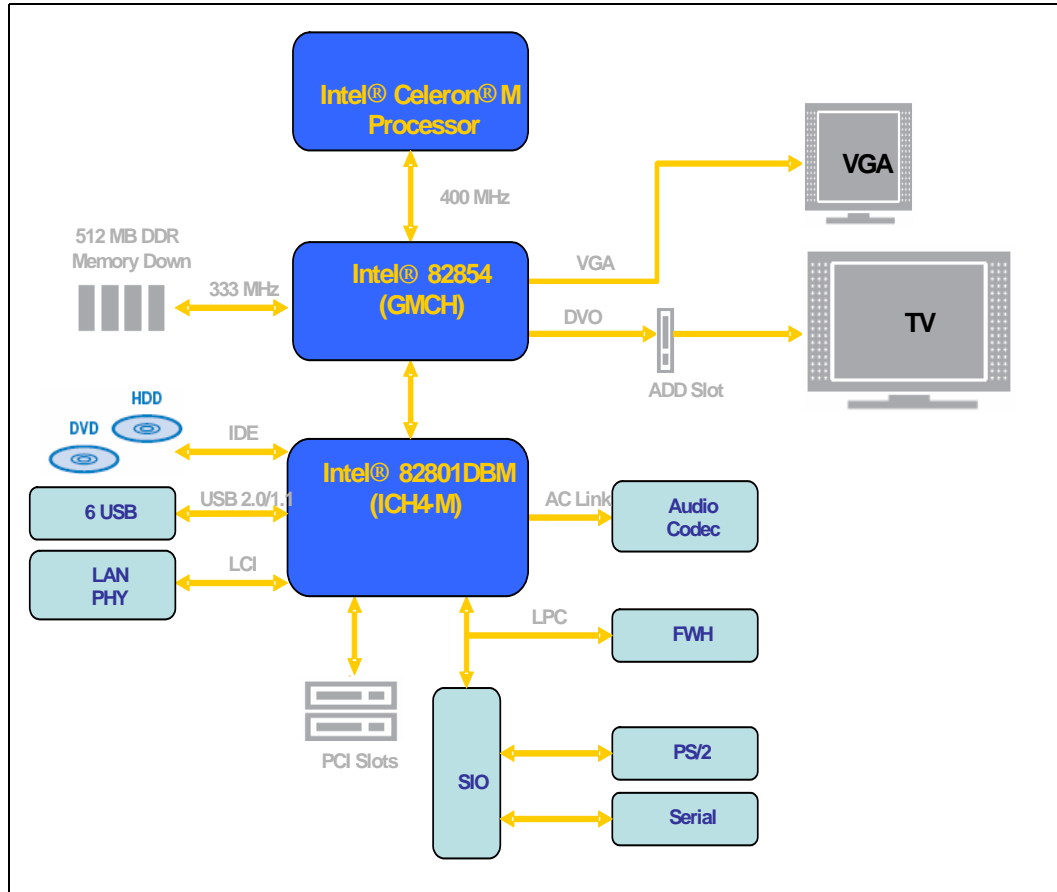 Intel® Celeron® M
Processor
400 MHz
512 MB DDR
Memory Down
333 MHz
Intel® 82854
(GMCH)
VGA
VGA
DVO
TV
ADD Slot
HDD
DVD
IDE
Intel® 82801DBM
(ICH4-M)
6 USB
USB 2.0/1.1
AC Link
Audio
Codec
LAN
PHY
LCI
LPC
FWH
PCI Slots
SIO
PS/2
Serial